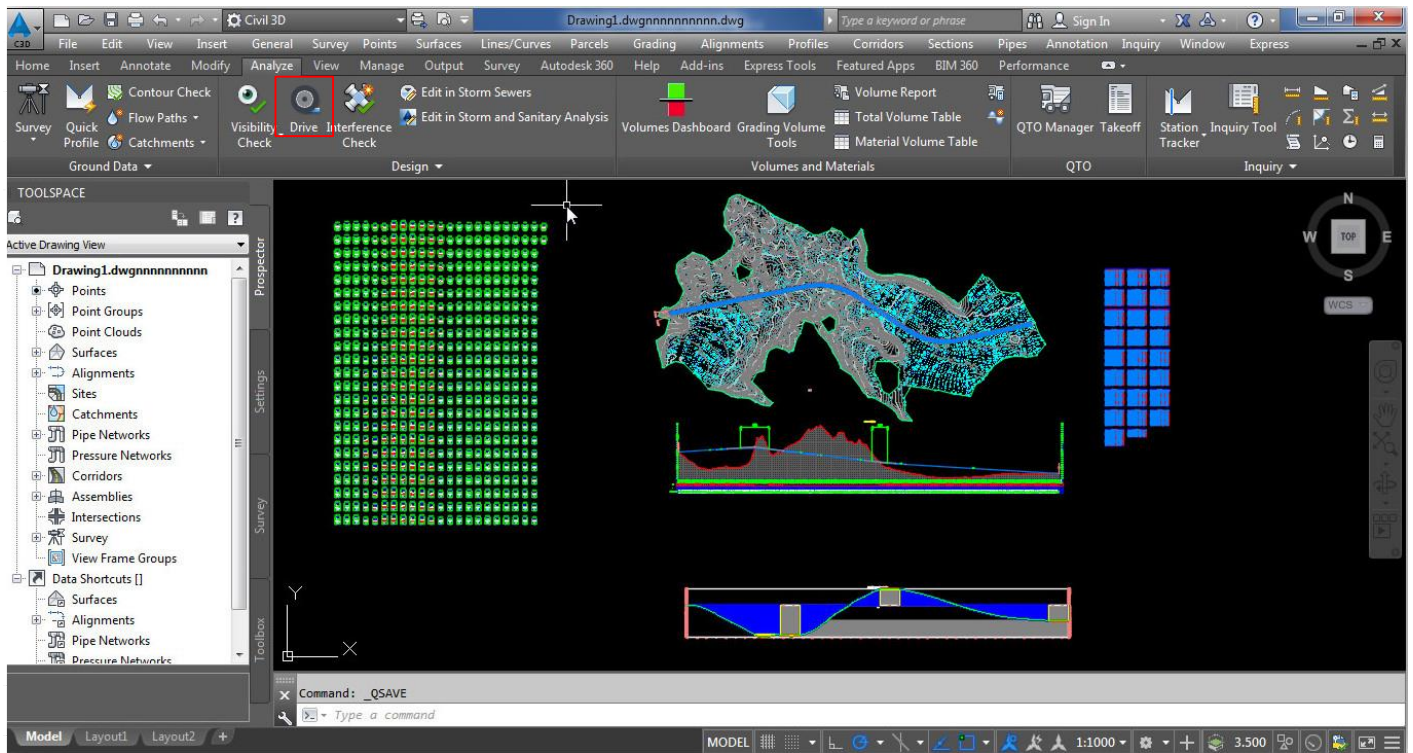 Civil 3D
Drawing1.dwgnnnnnnnnnn.dwg
Type a keyword or phrase
Sign In
C3D File Edit View Insert General Survey Points Surfaces Lines/Curves Parcels Grading Alignments Profiles Corridors Sections Pipes Annotation Inquiry Window Express
Home Insert Annotate Modify Analyze View Manage Output Survey Autodesk 360 Help Add-ins Express Tools Featured Apps BIM 360 Performance
Survey
Quick Profile
Contour Check
Flow Paths
Catchments
Visibility Check
Drive
Interference Check
Edit in Storm Sewers
Edit in Storm and Sanitary Analysis
Volumes Dashboard
Grading Volume Tools
Volume Report
Total Volume Table
Material Volume Table
QTO Manager
Takeoff
Station Tracker
Inquiry Tool
Ground Data
Design
Volumes and Materials
QTO
Inquiry
TOOLSPACE
Active Drawing View
Drawing1.dwgnnnnnnnnnn
Points
Point Groups
Point Clouds
Surfaces
Alignments
Sites
Catchments
Pipe Networks
Pressure Networks
Corridors
Assemblies
Intersections
Survey
View Frame Groups
Data Shortcuts []
Surfaces
Alignments
Pipe Networks
Pressure Networks
Prospector
Settings
Survey
Toolbox
N
W
TOP
E
S
WCS
Y
X
Command: _QSAVE
Type a command
Model Layout1 Layout2 +
MODEL
1:1000
3.500